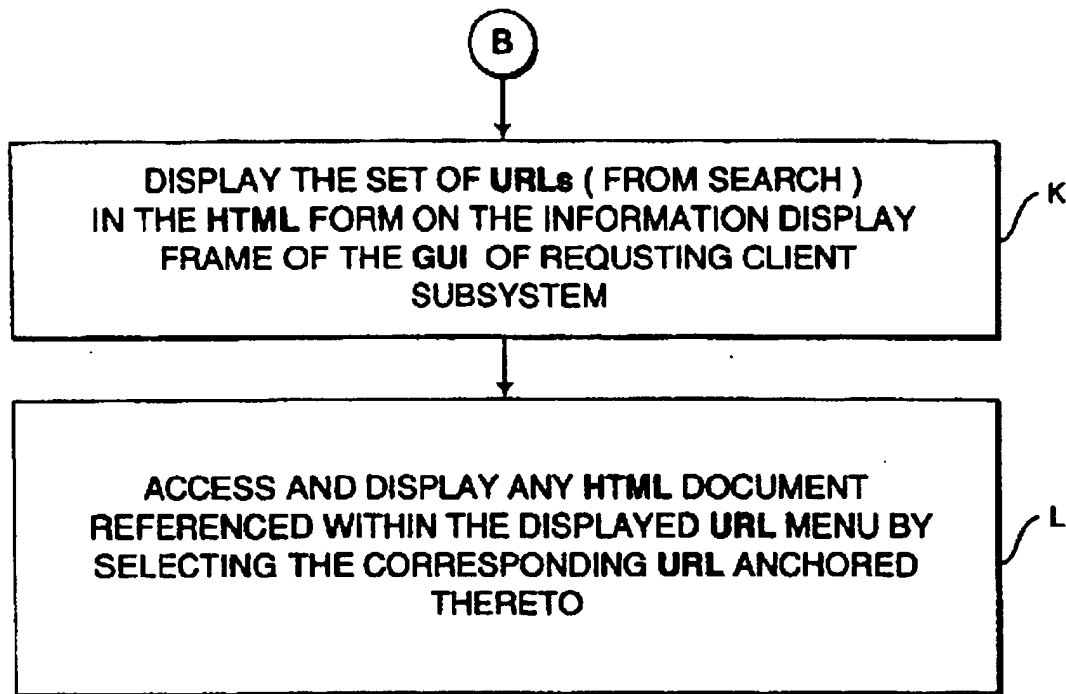 B
DISPLAY THE SET OF URLs ( FROM SEARCH )
IN THE HTML FORM ON THE INFORMATION DISPLAY
FRAME OF THE GUI OF REQUSTING CLIENT
SUBSYSTEM
K
ACCESS AND DISPLAY ANY HTML DOCUMENT
REFERENCED WITHIN THE DISPLAYED URL MENU BY
SELECTING THE CORRESPONDING URL ANCHORED
THERETO
L